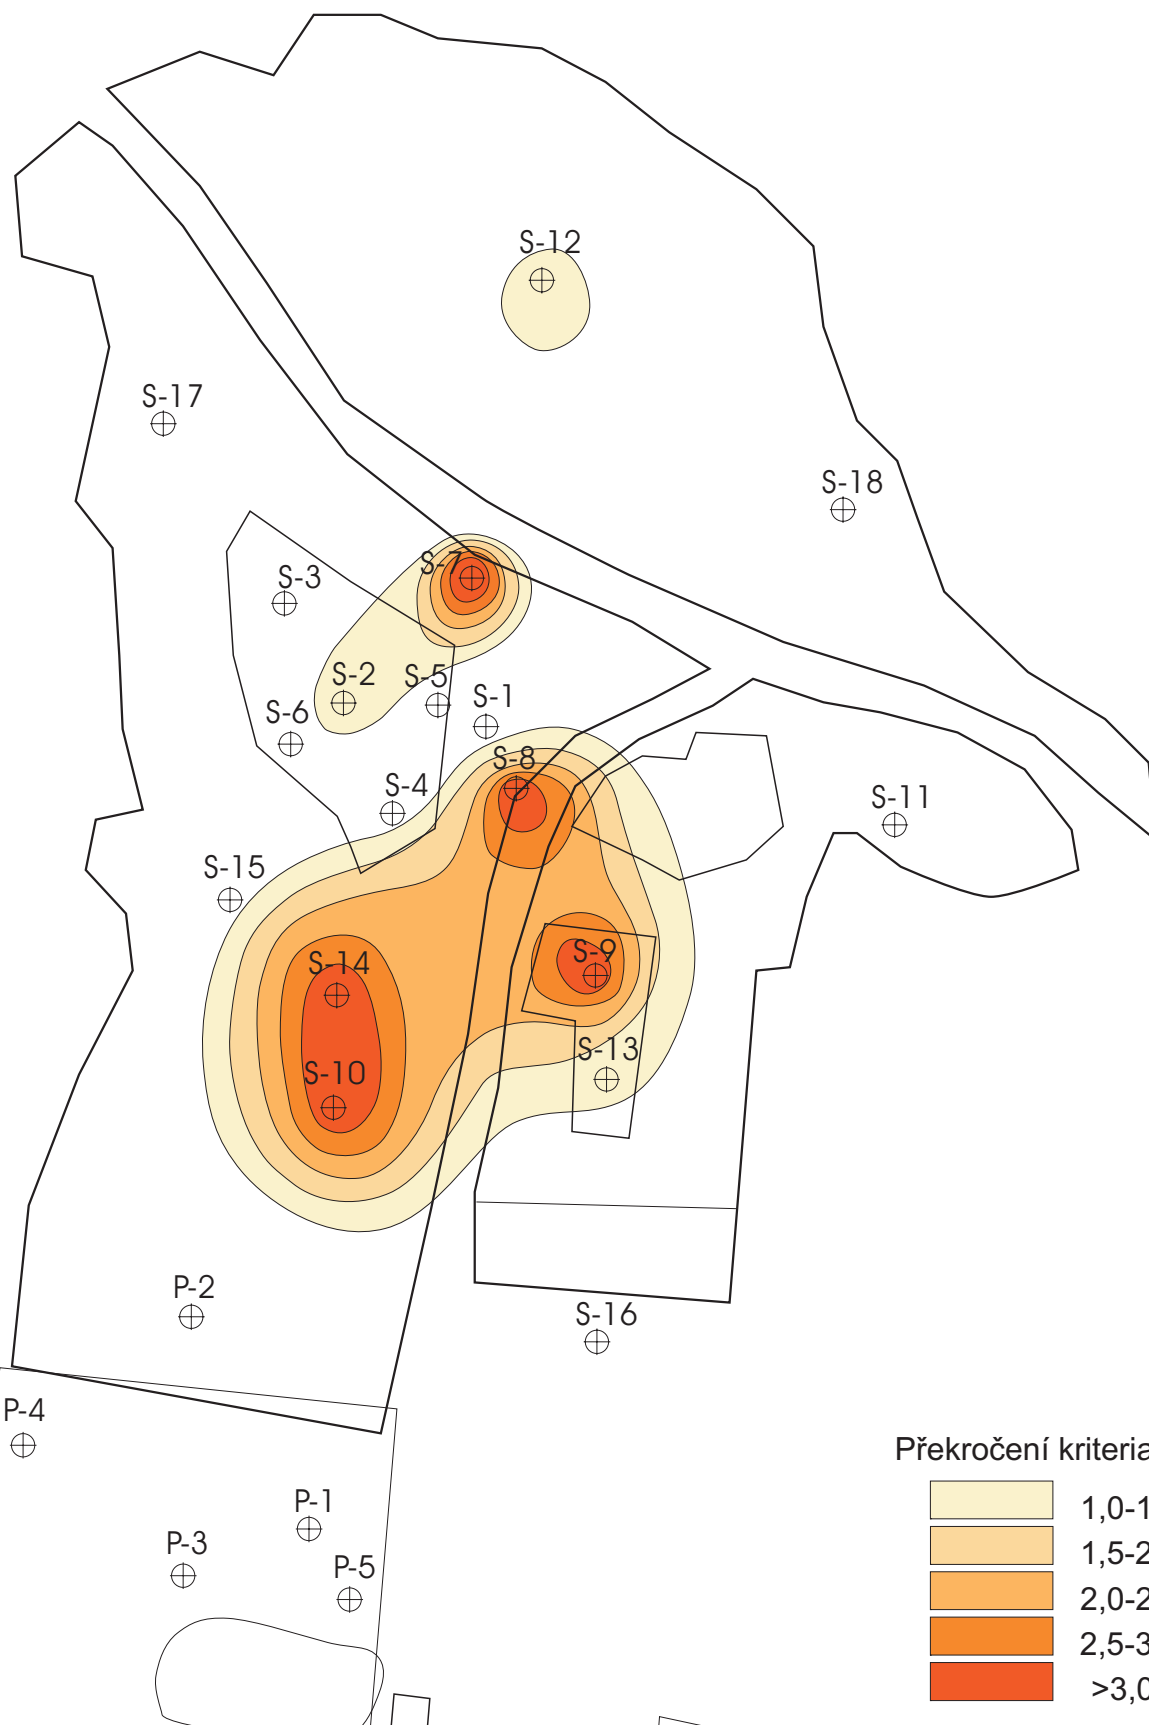 S-12
S-17
S-18
S-7
S-3
S-2
S-5
S-1
S-6
S-8
S-4
S-11
S-15
S-9
S-14
S-13
S-10
P-2
S-16
P-4
Překročení kriteria
1,0-1
P-1
1,5-2
P-3
P-5
2,0-2
2,5-3
>3,0